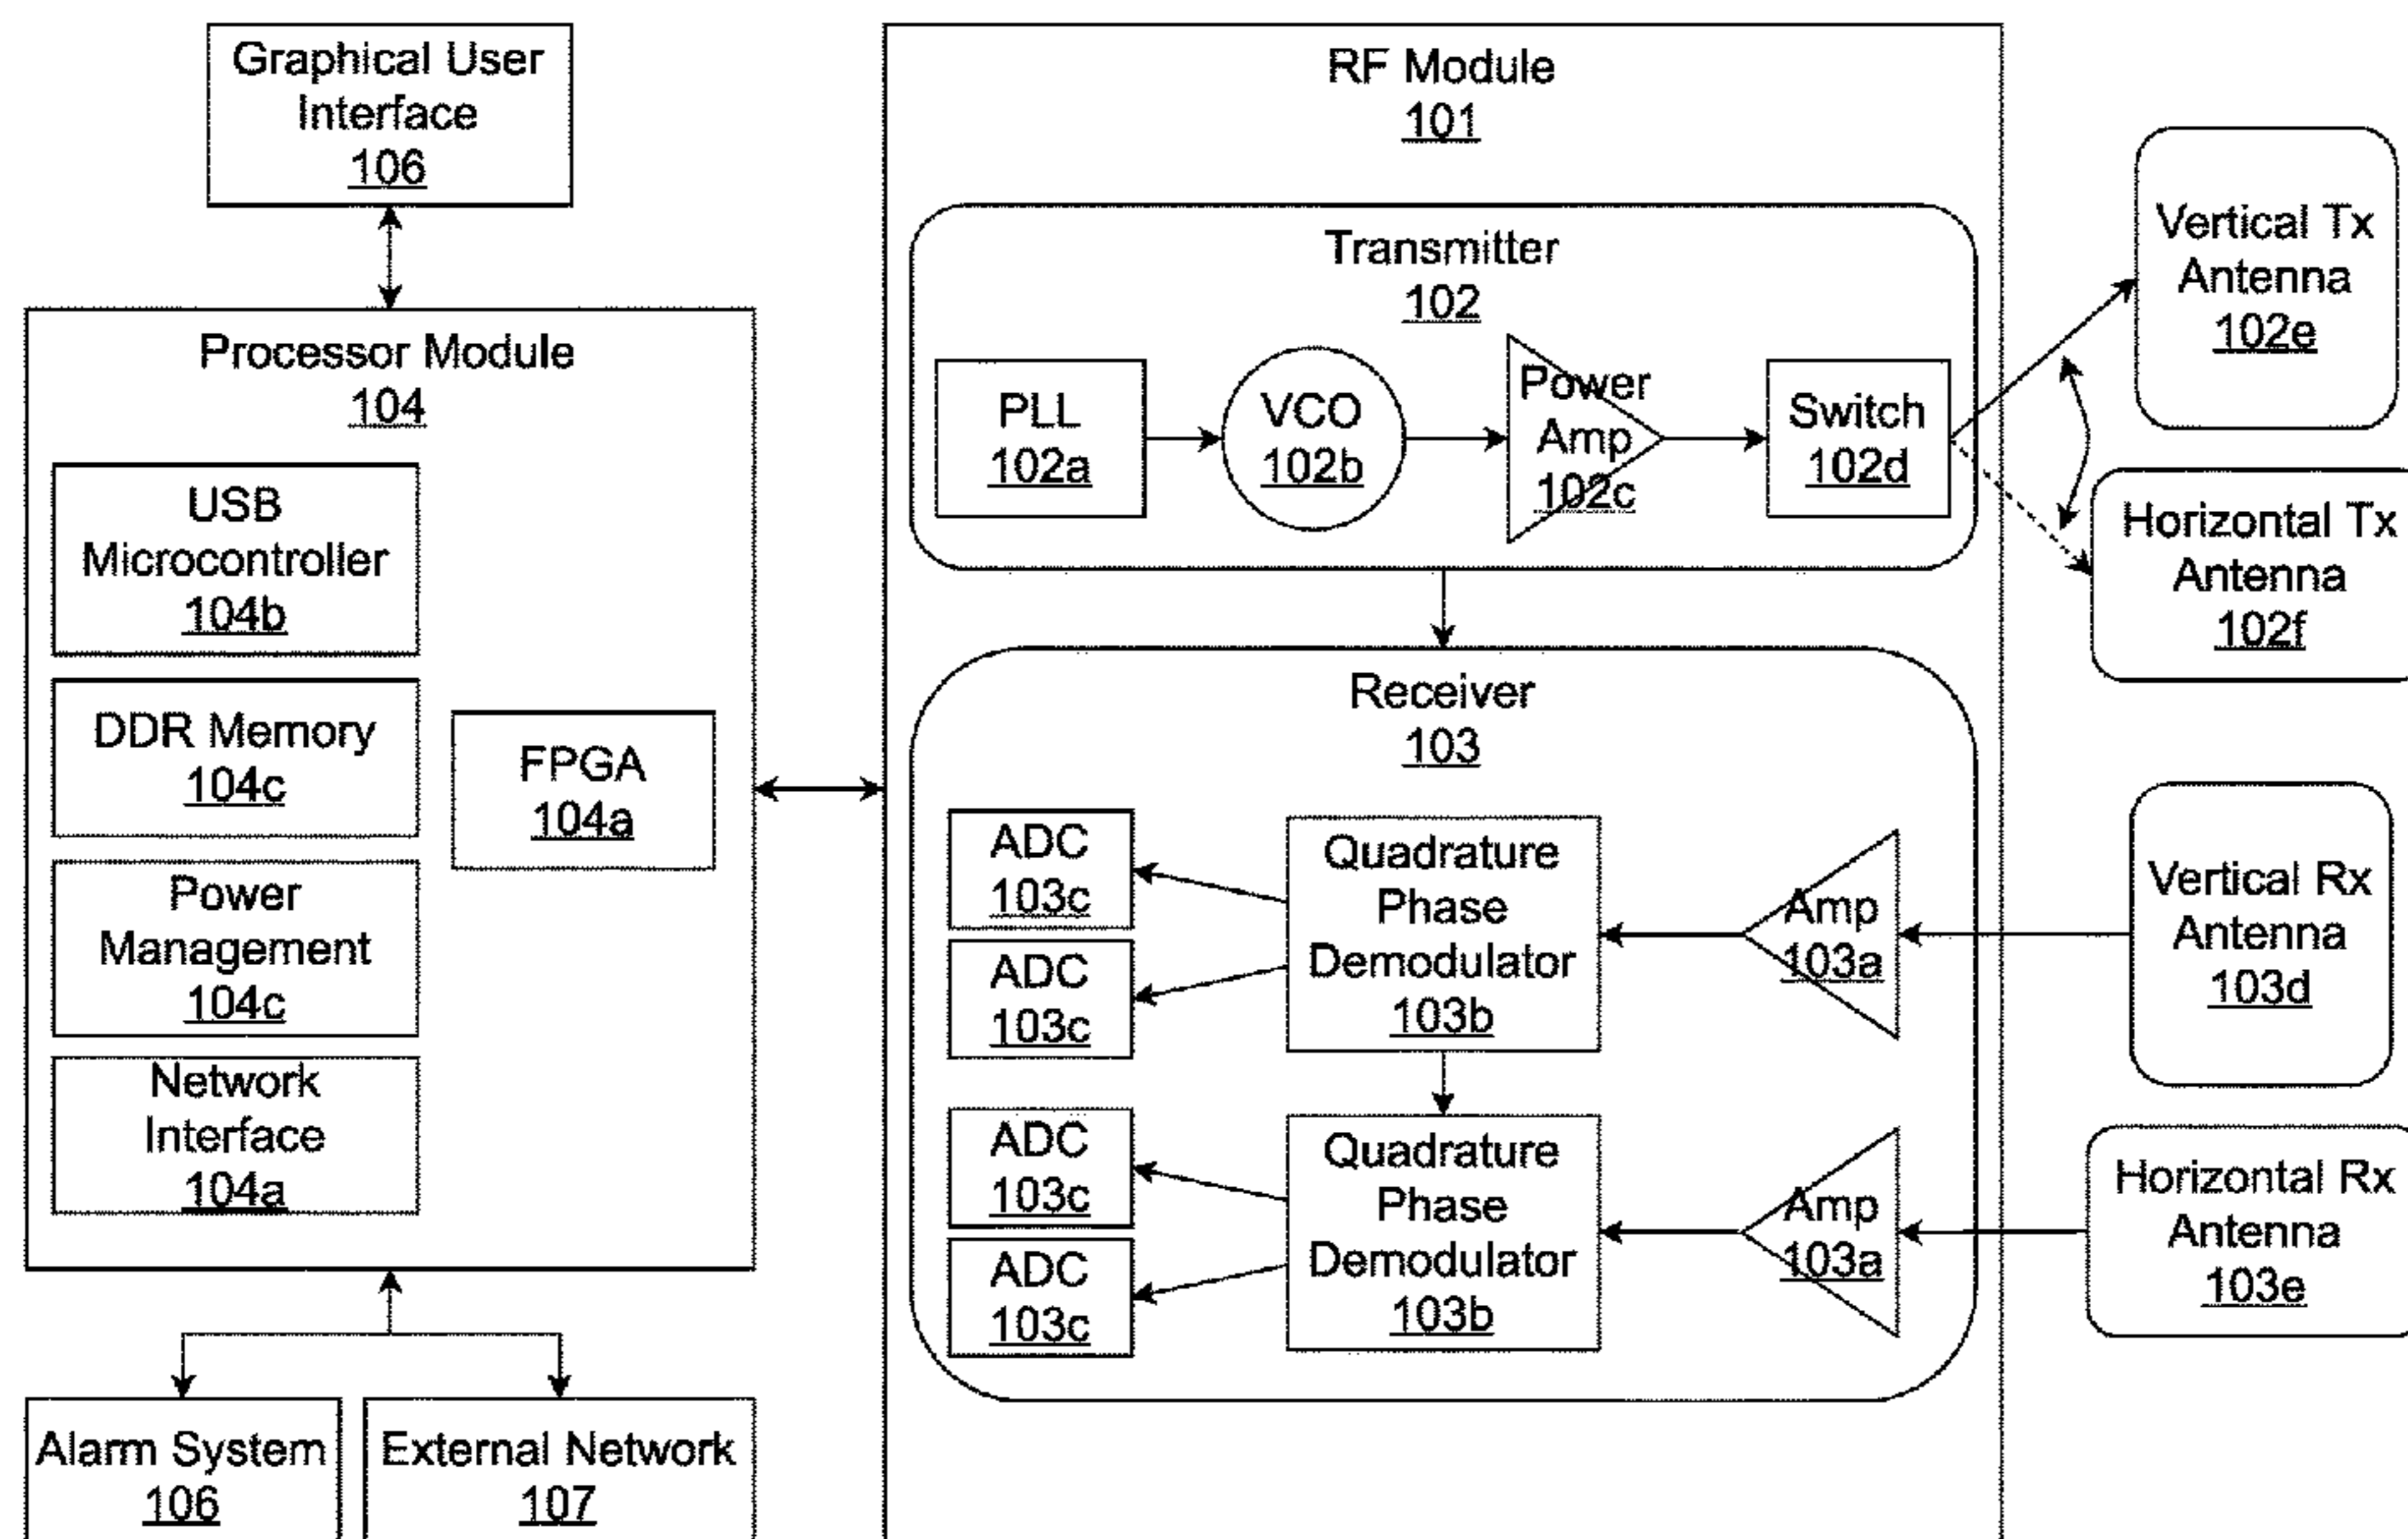 Graphical User
Interface
106
Processor Module
104
USB
Microcontroller
104b
DDR Memory
104c
FPGA
104a
Power
Management
104c
Network
Interface
104a
Alarm System
106
External Network
107
RF Module
101
Transmitter
102
PLL
102a
VCO
102b
Power
Amp
102c
Switch
102d
Vertical Tx
Antenna
102e
Horizontal Tx
Antenna
102f
Receiver
103
ADC
103c
ADC
103c
Quadrature
Phase
Demodulator
103b
Amp
103a
Vertical Rx
Antenna
103d
ADC
103c
ADC
103c
Quadrature
Phase
Demodulator
103b
Amp
103a
Horizontal Rx
Antenna
103e